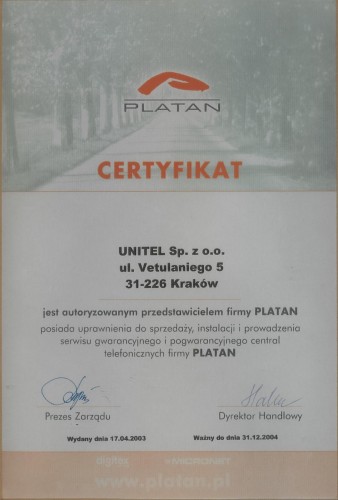 PLATAN
CERTYFIKAT
UNITEL Sp. z o.o.
ul. Vetulaniego 5
31-226 Kraków
jest autoryzowanym przedstawicielem firmy PLATAN
posiada uprawnienia do sprzedaży, instalacji i prowadzenia
serwisu gwarancyjnego i pogwarancyjnego central
telefonicznych firmy PLATAN
Prezes Zarządu Dyrektor Handlowy
Wydany dnia 17.04.2003 Ważny do dnia 31.12.2004
digitex
www.platan.pl